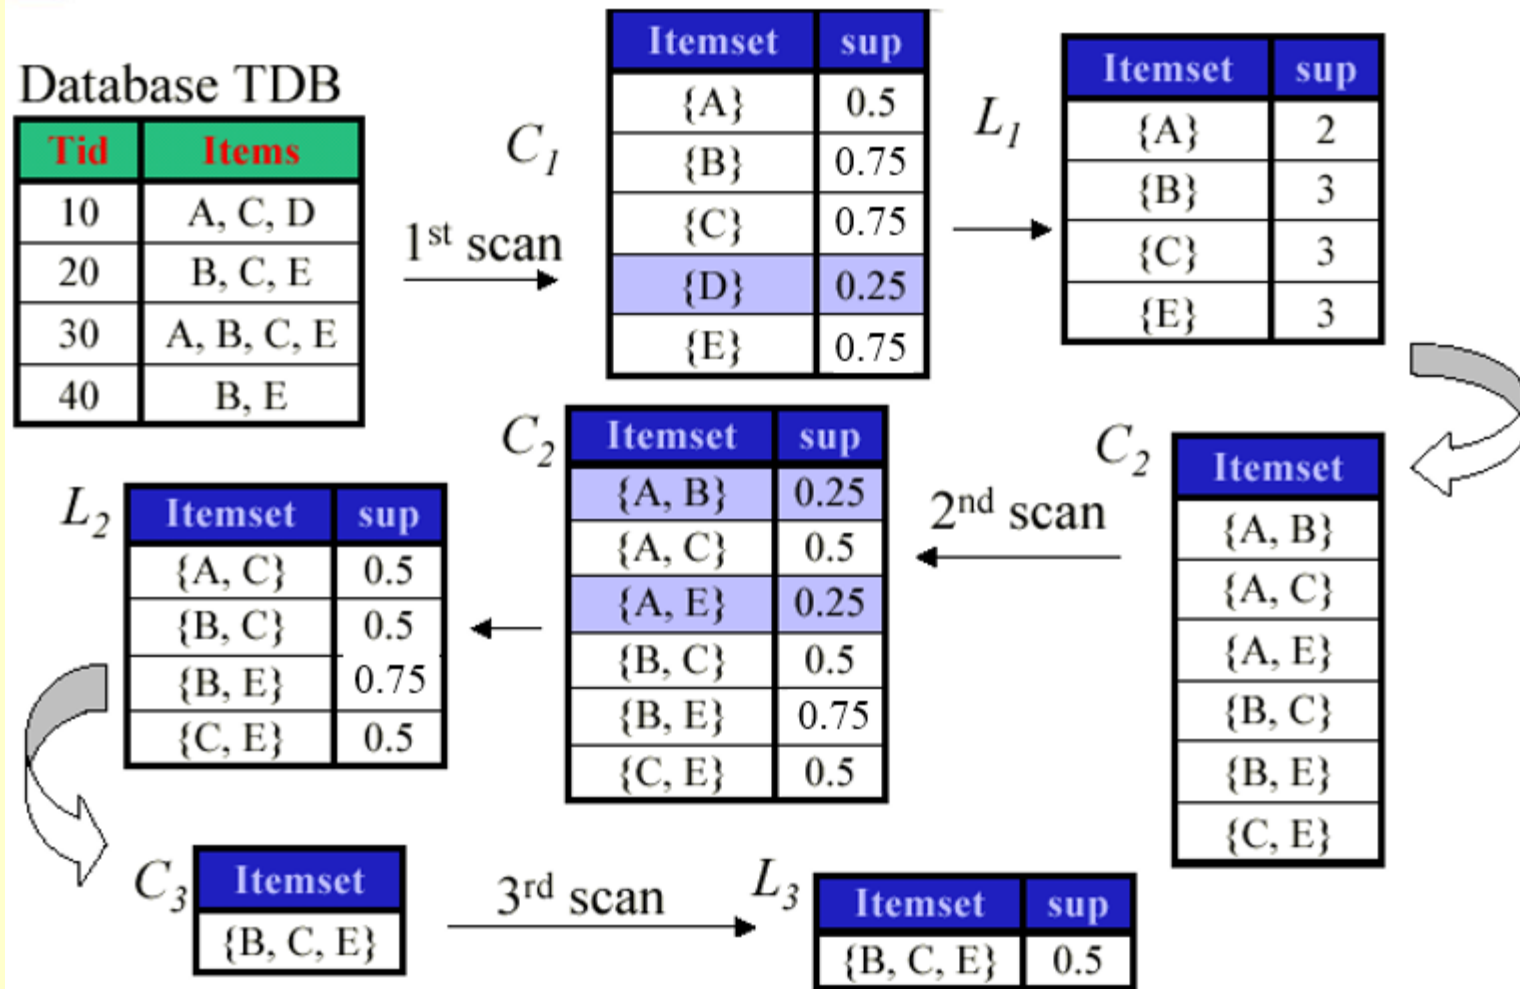 Database TDB
Tid Items
10 A, C, D
20 B, C, E
30 A, B, C, E
40 B, E
1st scan
C1
Itemset sup
{A} 0.5
{B} 0.75
{C} 0.75
{D} 0.25
{E} 0.75
L1
Itemset sup
{A} 2
{B} 3
{C} 3
{E} 3
C2
Itemset
{A, B}
{A, C}
{A, E}
{B, C}
{B, E}
{C, E}
2nd scan
C2
Itemset sup
{A, B} 0.25
{A, C} 0.5
{A, E} 0.25
{B, C} 0.5
{B, E} 0.75
{C, E} 0.5
L2
Itemset sup
{A, C} 0.5
{B, C} 0.5
{B, E} 0.75
{C, E} 0.5
C3
Itemset
{B, C, E}
3rd scan
L3
Itemset sup
{B, C, E} 0.5